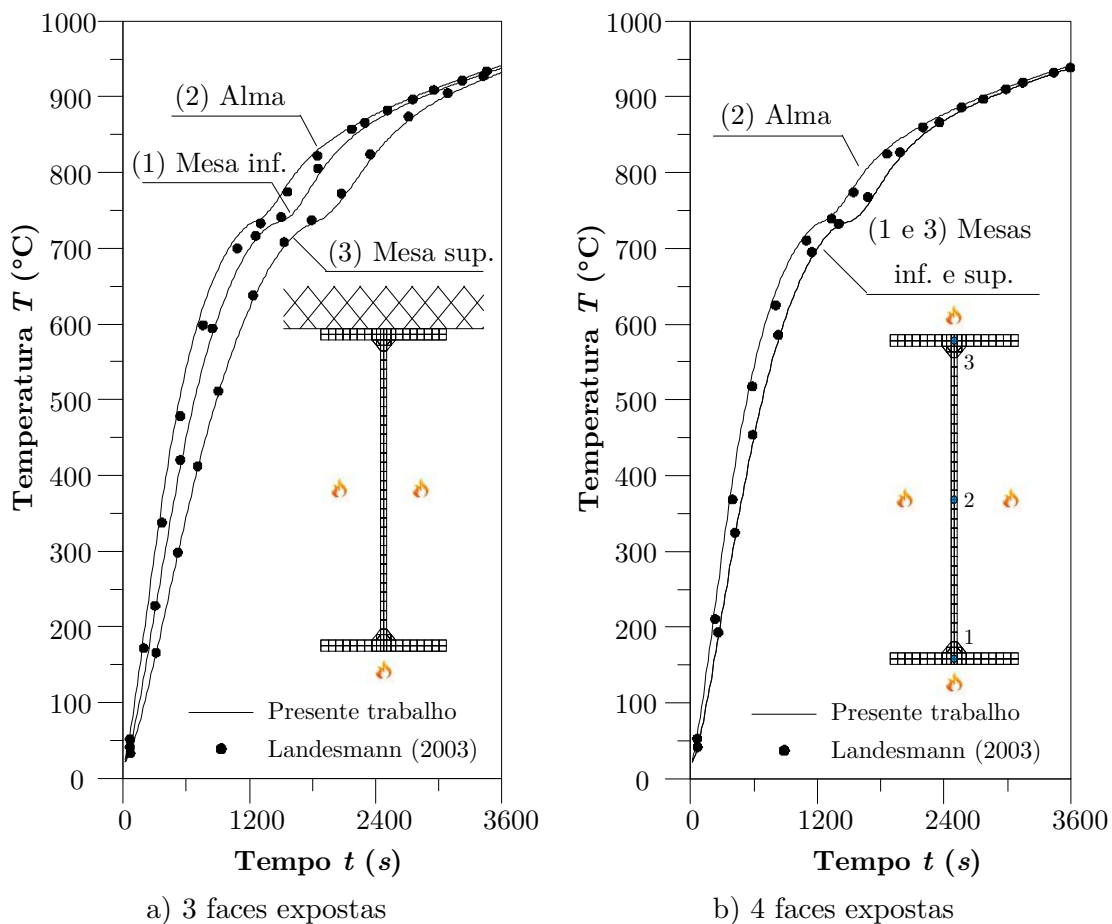 Temperatura T (°C)
1000
900
800
700
600
500
400
300
200
100
0
(2) Alma
(1) Mesa inf.
(3) Mesa sup.
Presente trabalho
Landesmann (2003)
0
1200
2400
3600
Tempo t (s)
a) 3 faces expostas
Temperatura T (°C)
1000
900
800
700
600
500
400
300
200
100
0
(2) Alma
(1 e 3) Mesas
inf. e sup.
3
2
1
Presente trabalho
Landesmann (2003)
0
1200
2400
3600
Tempo t (s)
b) 4 faces expostas